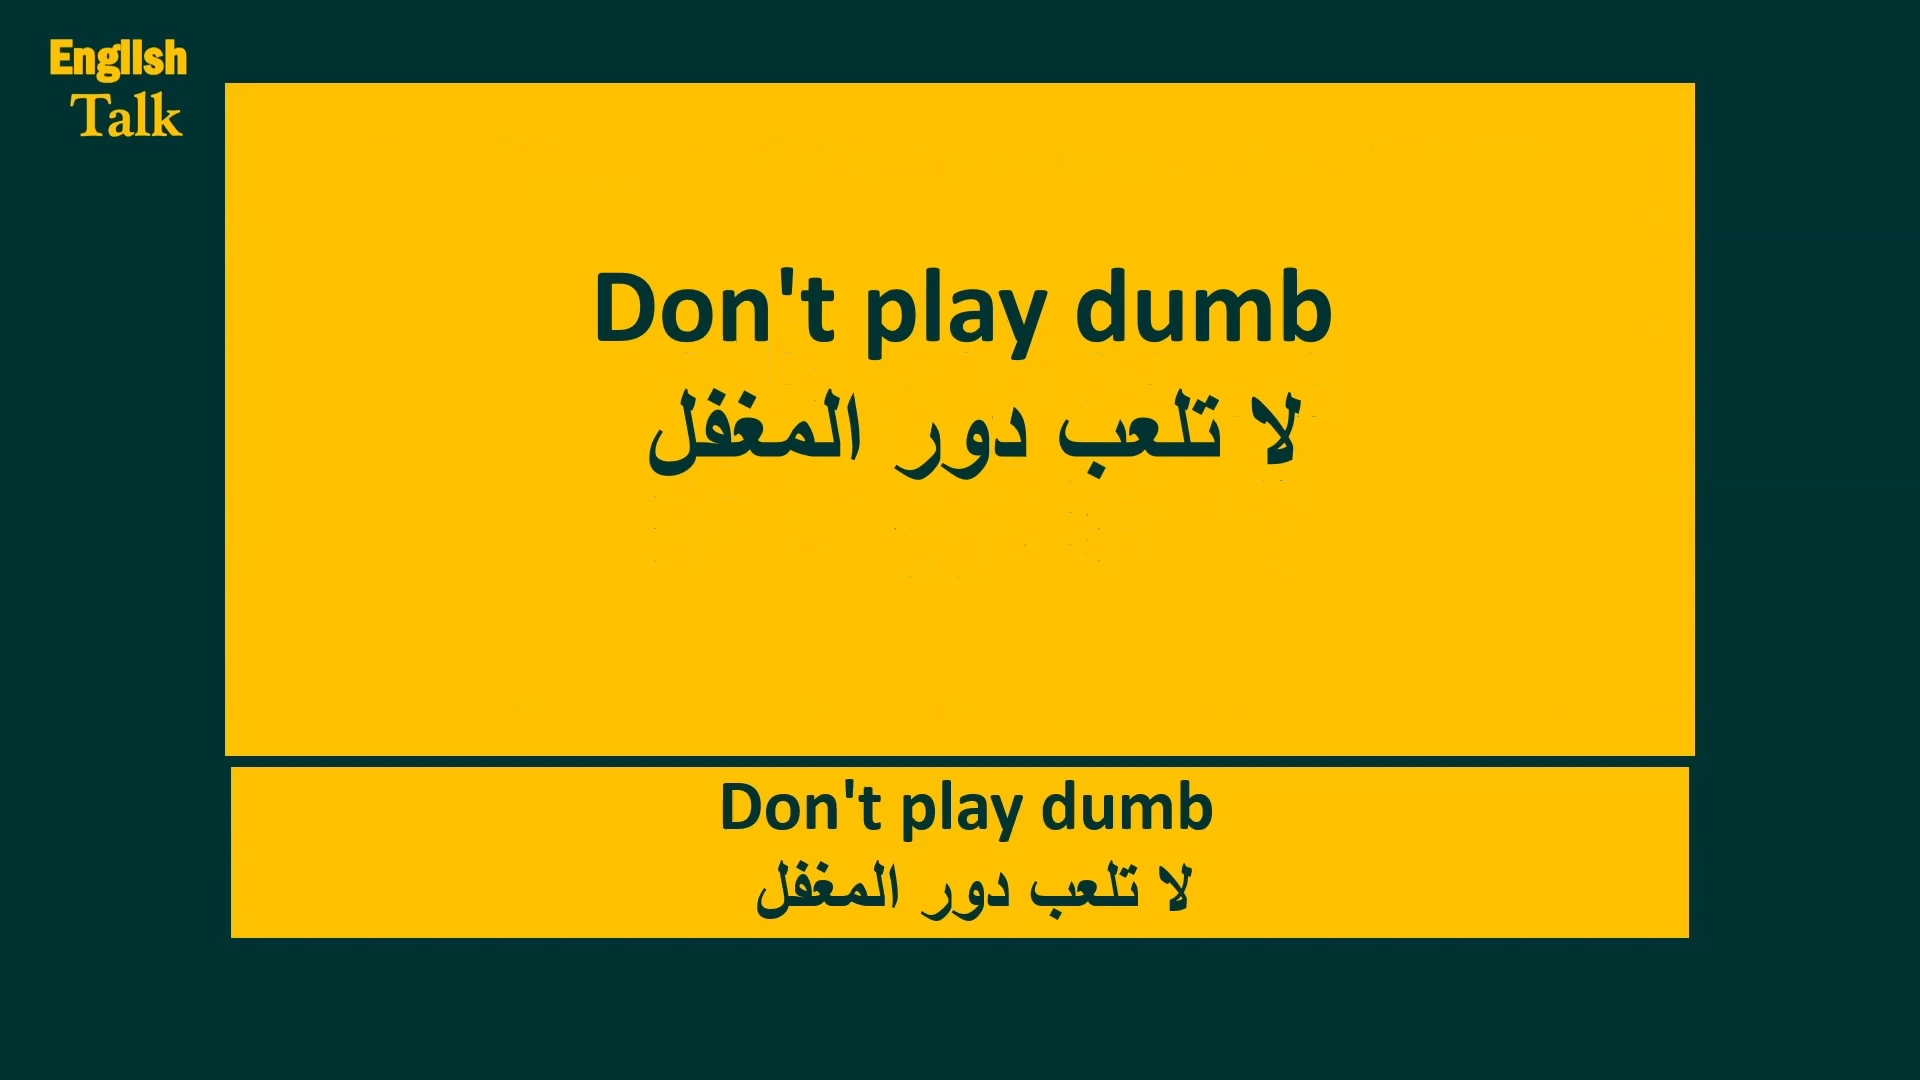 English
Talk
Don't play dumb
لا تلعب دور المغفل
Don't play dumb
لا تلعب دور المغفل